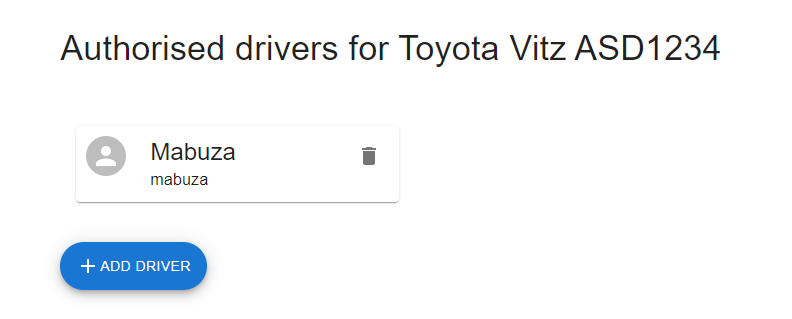 Authorised drivers for Toyota Vitz ASD1234
Mabuza
mabuza
ADD DRIVER